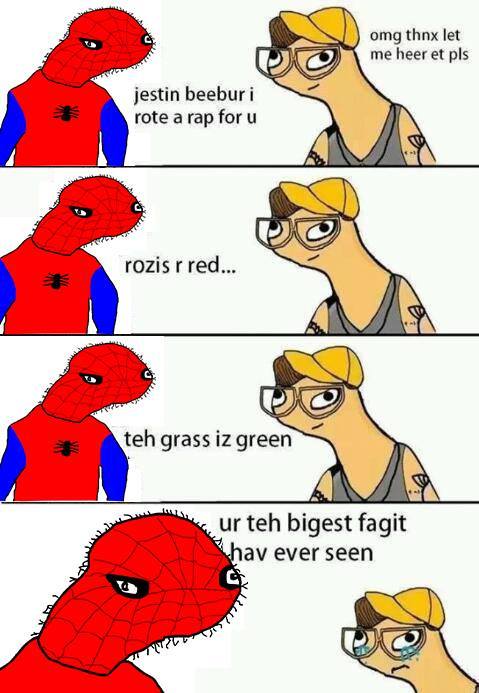 omg thnx let
me heer et pls
jestin beebur i
rote a rap for u
rozis r red...
teh grass iz green
ur teh bigest fagit
hav ever seen